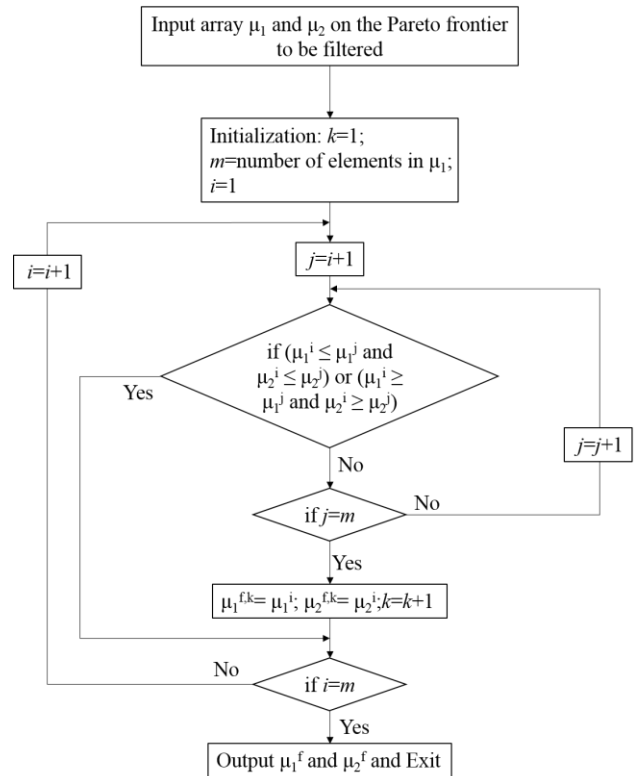 Input array μ₁ and μ₂ on the Pareto frontier
to be filtered
Initialization: k=1;
m=number of elements in μ₁;
i=1
i=i+1
j=i+1
if (μ₁ⁱ ≤ μ₁ʲ and
μ₂ⁱ ≤ μ₂ʲ) or (μ₁ⁱ ≥
μ₁ʲ and μ₂ⁱ ≥ μ₂ʲ)
Yes
j=j+1
No
if j=m
No
Yes
μ₁ᶠ,ᵏ= μ₁ⁱ; μ₂ᶠ,ᵏ= μ₂ⁱ;k=k+1
No
if i=m
Yes
Output μ₁ᶠ and μ₂ᶠ and Exit